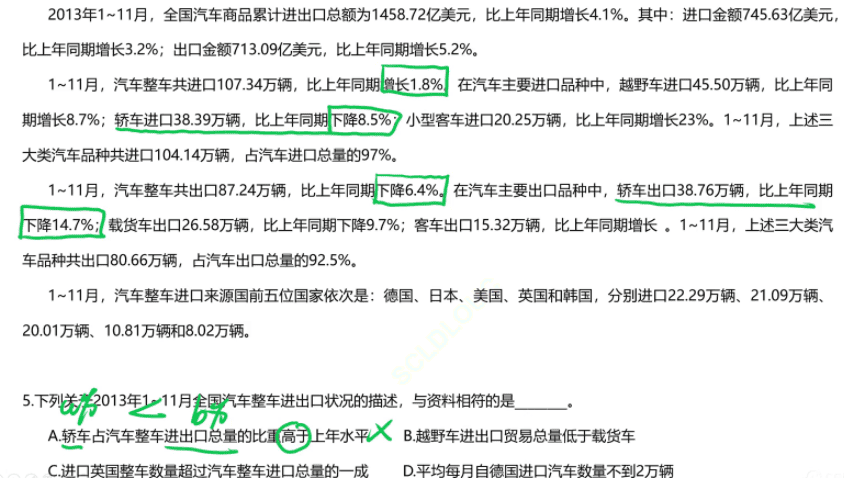 2013年1~11月，全国汽车商品累计进出口总额为1458.72亿美元，比上年同期增长4.1%。其中：进口金额745.63亿美元，
比上年同期增长3.2%；出口金额713.09亿美元，比上年同期增长5.2%。
1~11月，汽车整车共进口107.34万辆，比上年同期增长1.8%。在汽车主要进口品种中，越野车进口45.50万辆，比上年同
期增长8.7%；轿车进口38.39万辆，比上年同期下降8.5%；小型客车进口20.25万辆，比上年同期增长23%。1~11月，上述三
大类汽车品种共进口104.14万辆，占汽车进口总量的97%。
1~11月，汽车整车共出口87.24万辆，比上年同期下降6.4%。在汽车主要出口品种中，轿车出口38.76万辆，比上年同期
下降14.7%；载货车出口26.58万辆，比上年同期下降9.7%；客车出口15.32万辆，比上年同期增长 。1~11月，上述三大类汽
车品种共出口80.66万辆，占汽车出口总量的92.5%。
1~11月，汽车整车进口来源国前五位国家依次是：德国、日本、美国、英国和韩国，分别进口22.29万辆、21.09万辆、
20.01万辆、10.81万辆和8.02万辆。
5.下列关于2013年1~11月全国汽车整车进出口状况的描述，与资料相符的是______。
a部 < b部
A.轿车占汽车整车进出口总量的比重高于上年水平 × B.越野车进出口贸易总量低于载货车
C.进口英国整车数量超过汽车整车进口总量的一成 D.平均每月自德国进口汽车数量不到2万辆